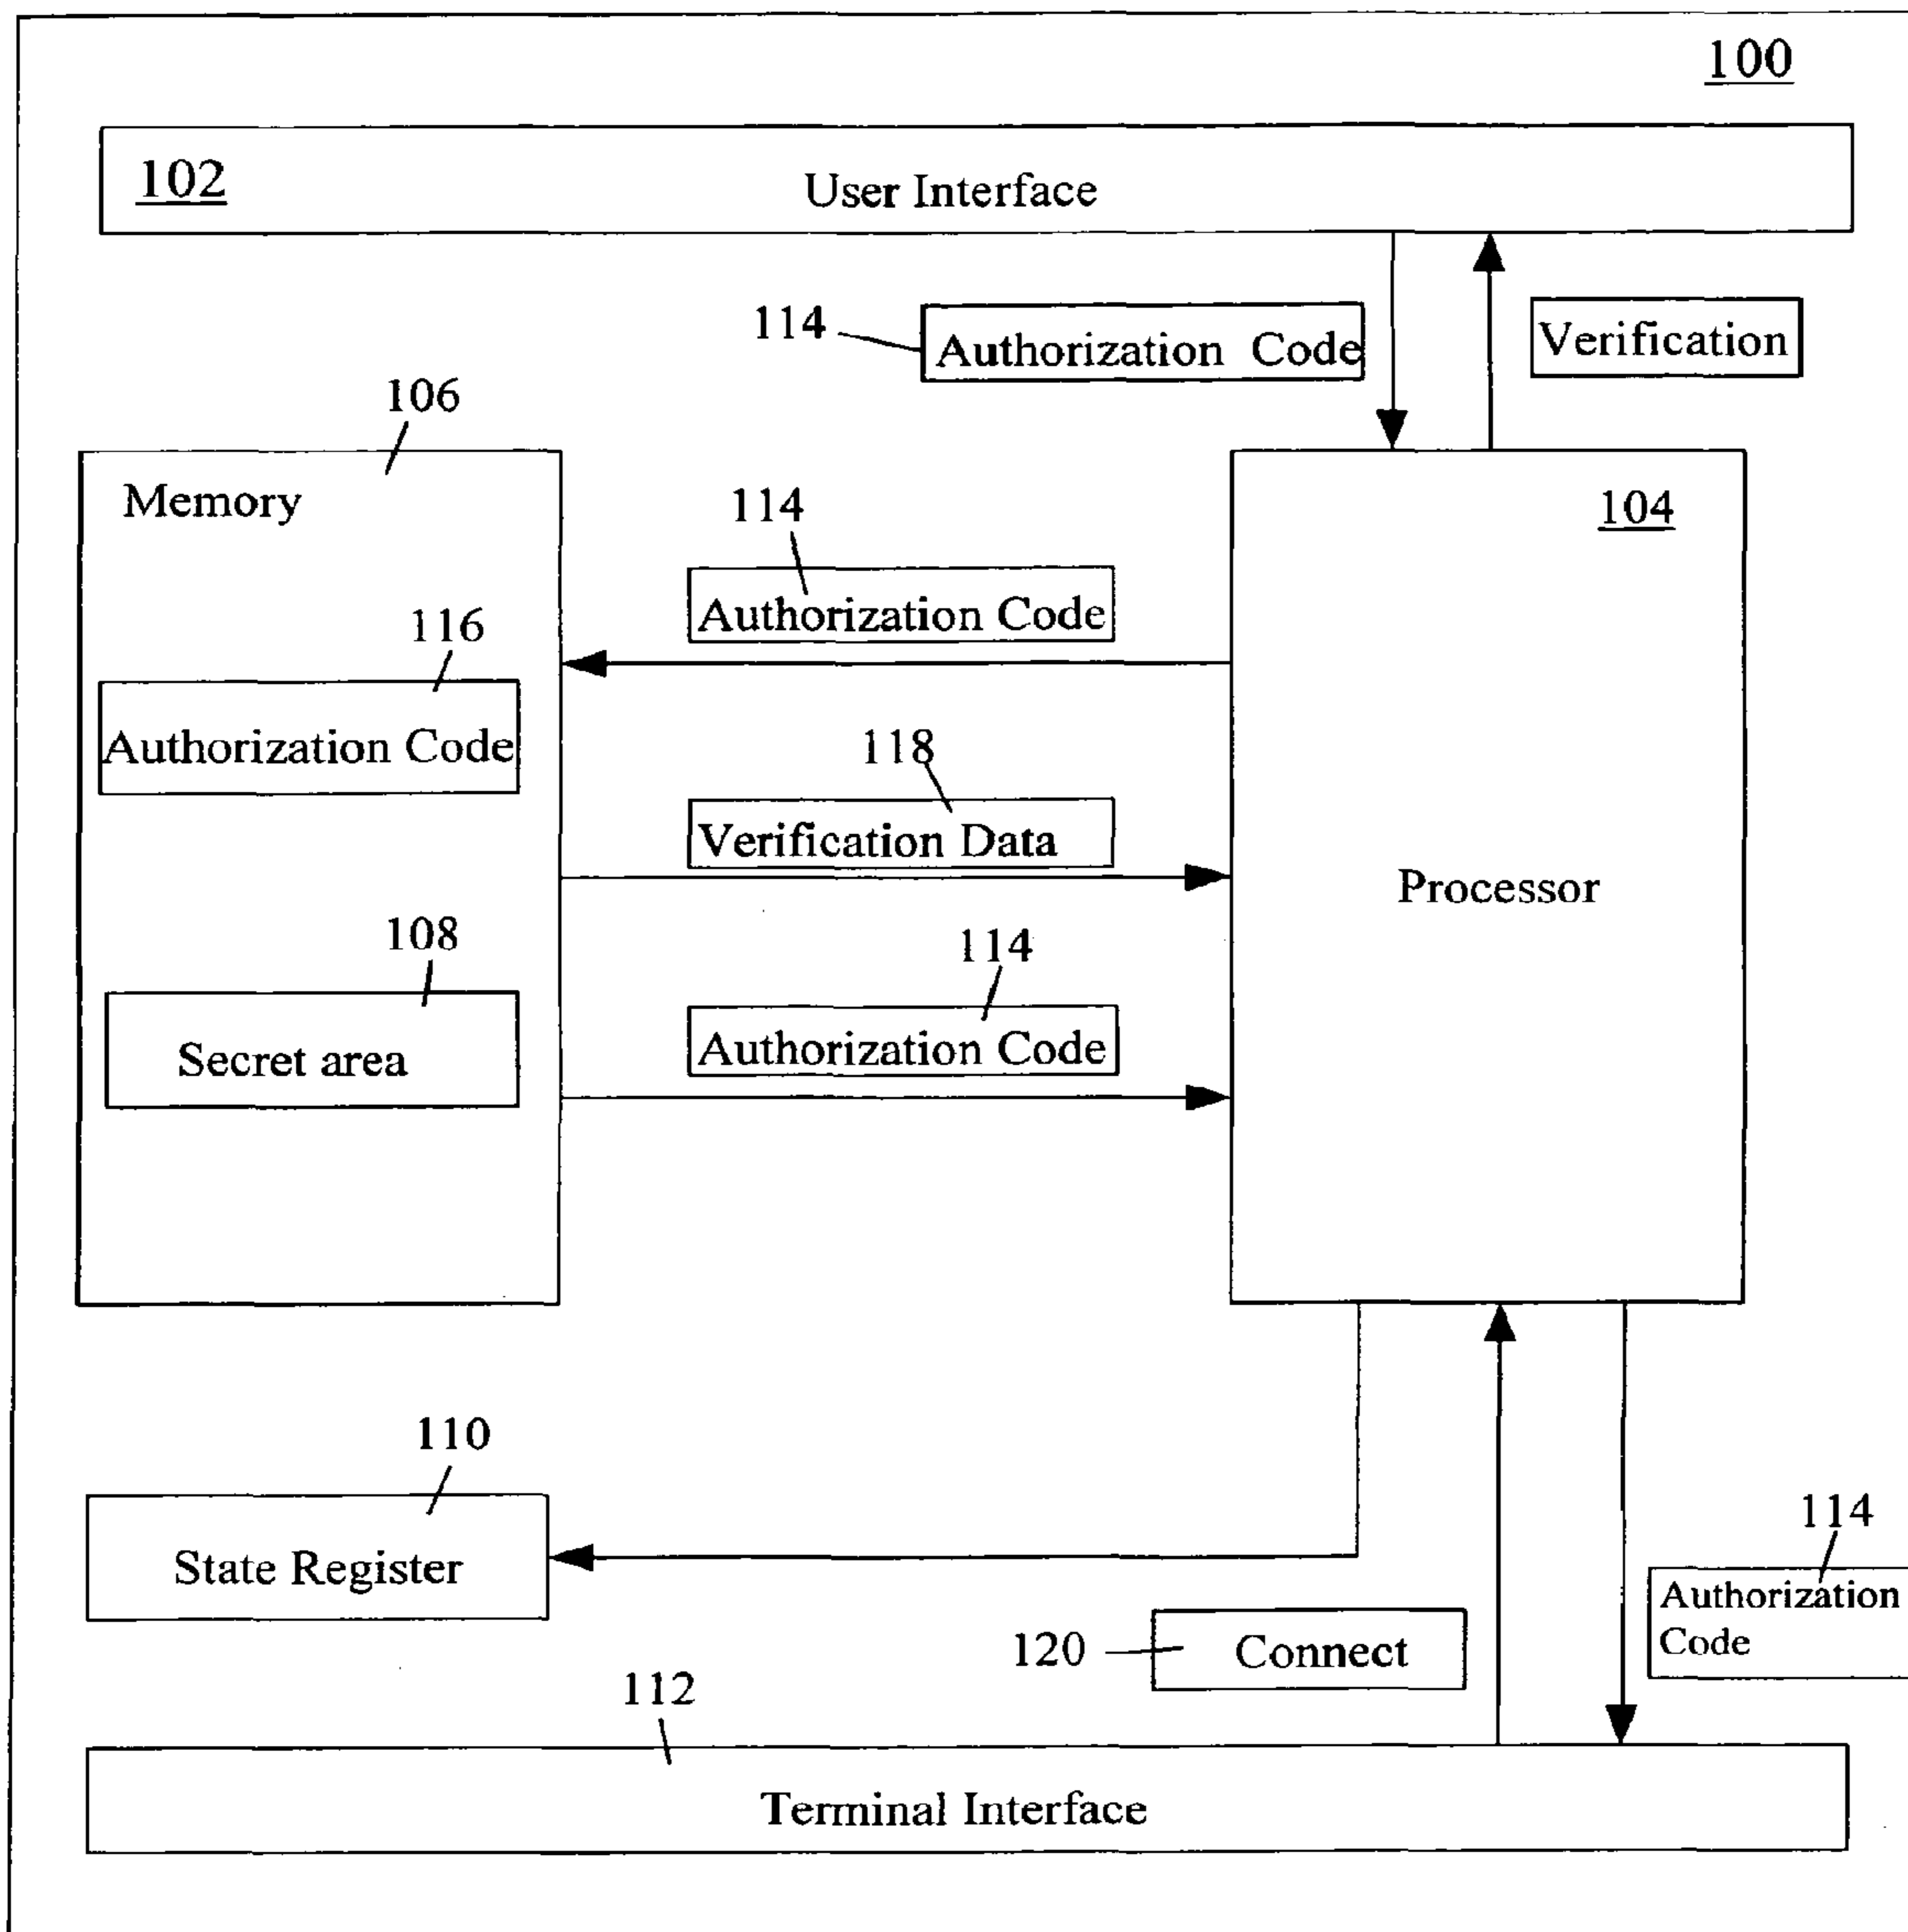 100
102
User Interface
114
Authorization Code
Verification
106
Memory
104
114
Authorization Code
116
Authorization Code
118
Verification Data
Processor
108
114
Secret area
Authorization Code
110
State Register
114
Authorization
Code
120
Connect
112
Terminal Interface